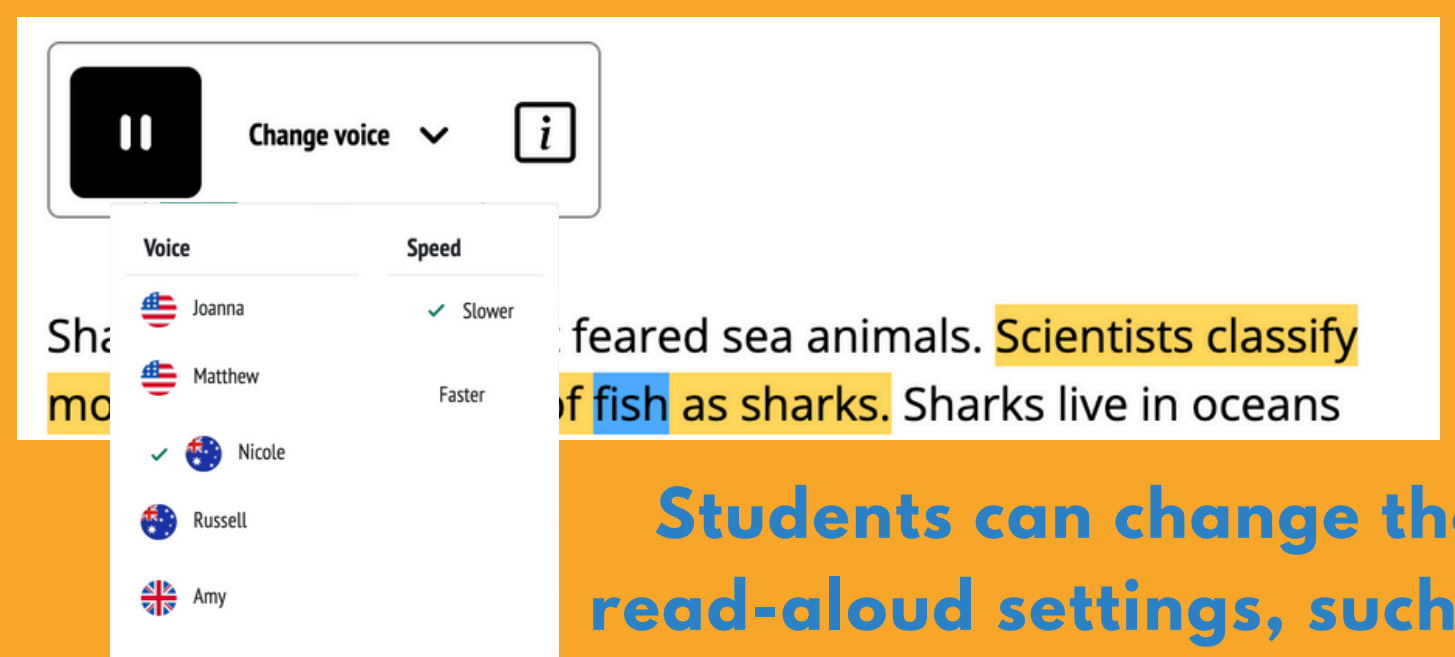 Change voice i
Voice Speed
Joanna Slower
Matthew
Faster
Nicole
Russell
Amy
feared sea animals. Scientists classify
of fish as sharks. Sharks live in oceans
Students can change
read-aloud settings, such